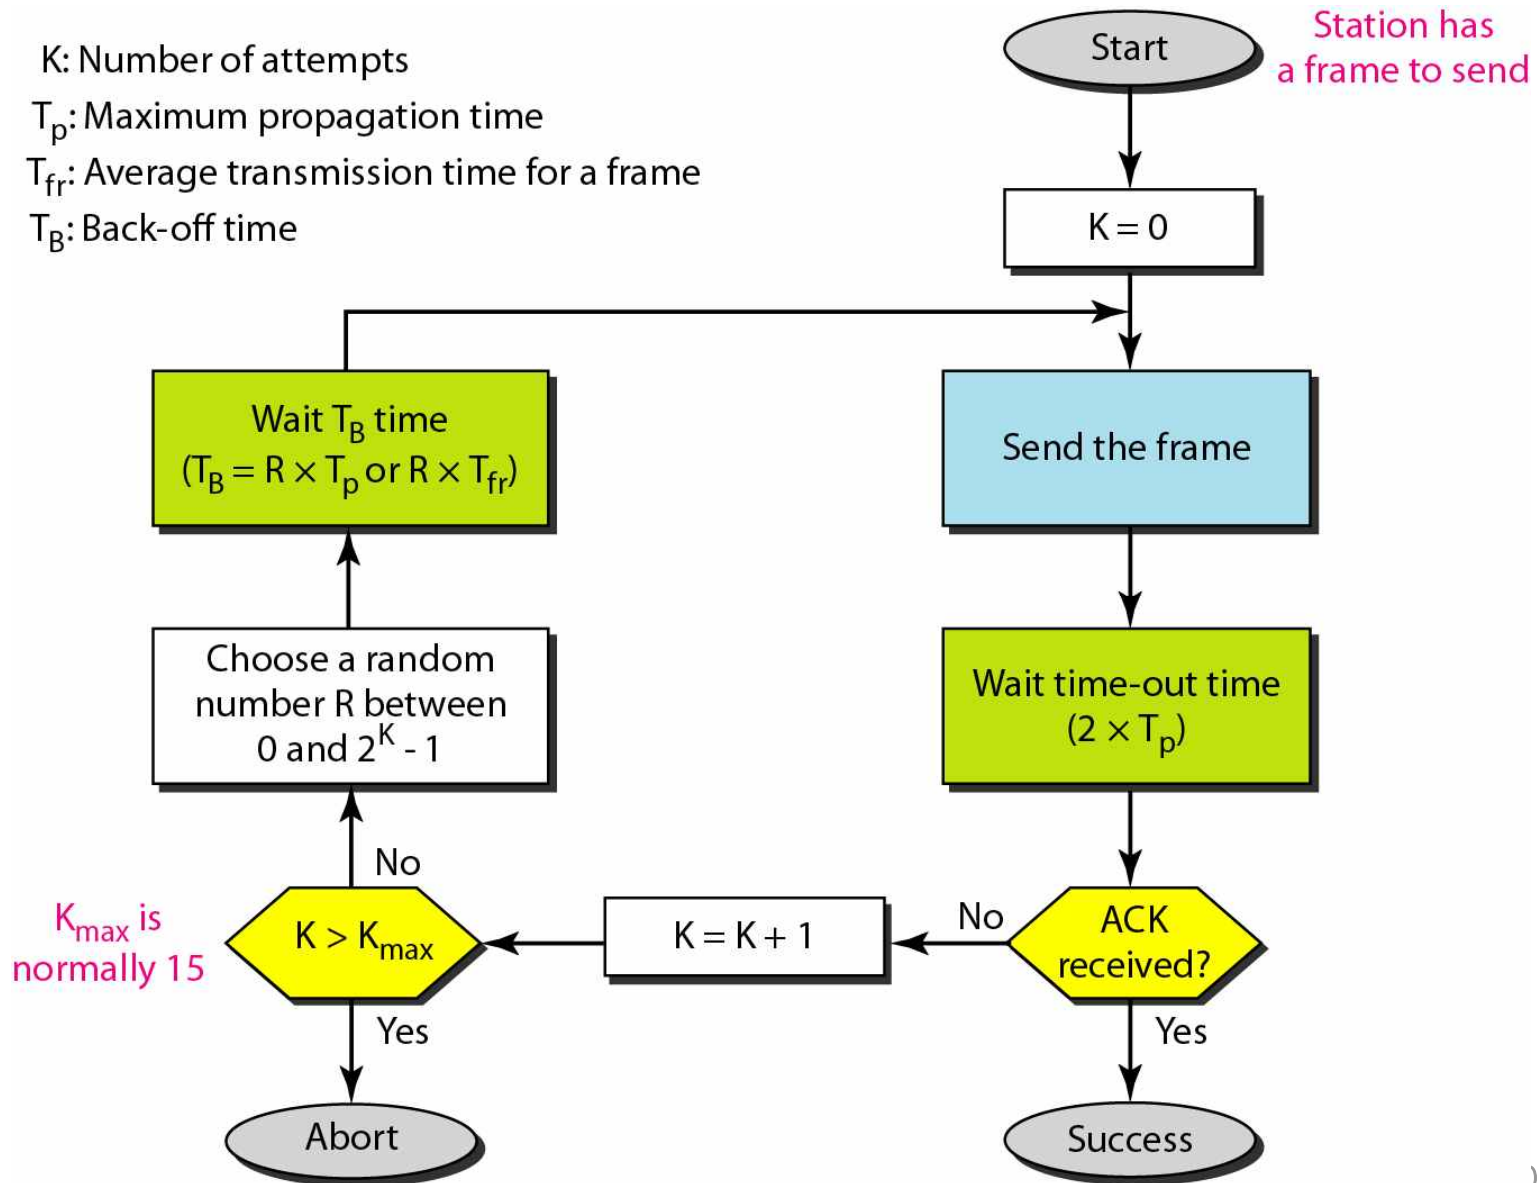 K: Number of attempts
Tp: Maximum propagation time
Tfr: Average transmission time for a frame
TB: Back-off time
Start
Station has
a frame to send
K = 0
Wait TB time
(TB = R × Tp or R × Tfr)
Send the frame
Choose a random
number R between
0 and 2^K - 1
Wait time-out time
(2 × Tp)
No
Kmax is
normally 15
K > Kmax
K = K + 1
No
ACK
received?
Yes
Yes
Abort
Success
)